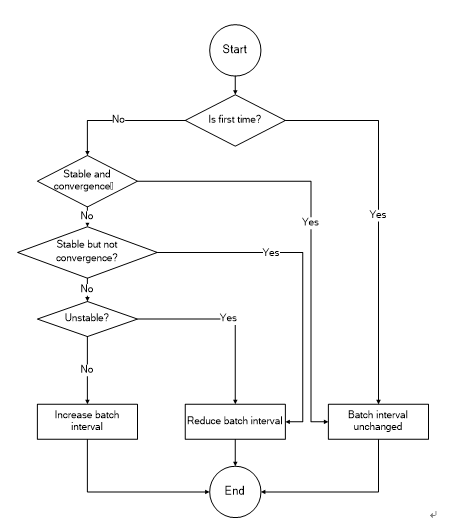 Start
Is first time?
No
Stable and
convergence▯
Yes
Yes
No
Stable but not
convergence?
Yes
No
Unstable?
Yes
No
Increase batch
interval
Reduce batch interval
Batch interval
unchanged
End